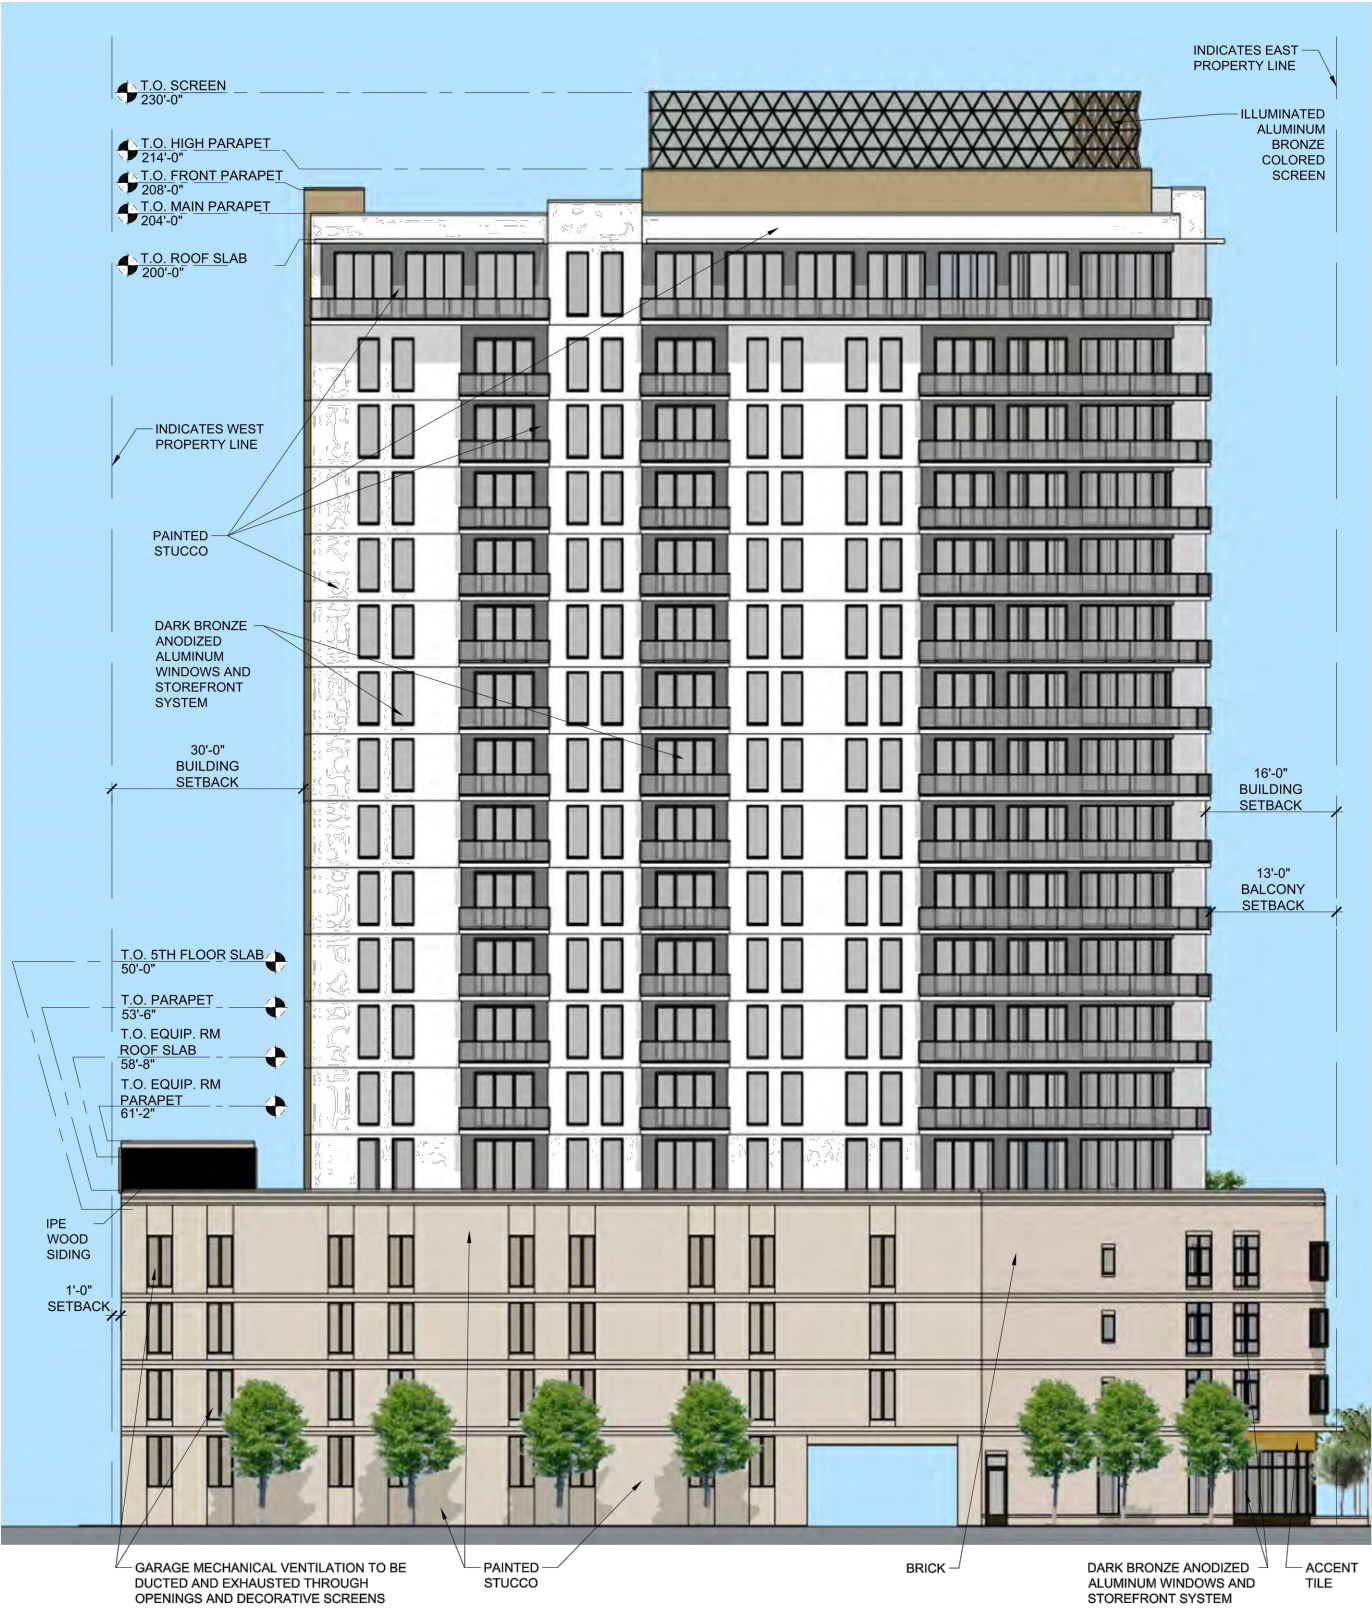 INDICATES EAST
PROPERTY LINE
T.O. SCREEN
230'-0"
ILLUMINATED
ALUMINUM
BRONZE
COLORED
SCREEN
T.O. HIGH PARAPET
214'-0"
T.O. FRONT PARAPET
208'-0"
T.O. MAIN PARAPET
204'-0"
T.O. ROOF SLAB
200'-0"
INDICATES WEST
PROPERTY LINE
PAINTED
STUCCO
DARK BRONZE
ANODIZED
ALUMINUM
WINDOWS AND
STOREFRONT
SYSTEM
30'-0"
BUILDING
SETBACK
16'-0"
BUILDING
SETBACK
13'-0"
BALCONY
SETBACK
T.O. 5TH FLOOR SLAB
50'-0"
T.O. PARAPET
53'-6"
T.O. EQUIP. RM
ROOF SLAB
58'-8"
T.O. EQUIP. RM
PARAPET
61'-2"
IPE
WOOD
SIDING
1'-0"
SETBACK
GARAGE MECHANICAL VENTILATION TO BE
DUCTED AND EXHAUSTED THROUGH
OPENINGS AND DECORATIVE SCREENS
PAINTED
STUCCO
BRICK
DARK BRONZE ANODIZED
ALUMINUM WINDOWS AND
STOREFRONT SYSTEM
ACCENT
TILE